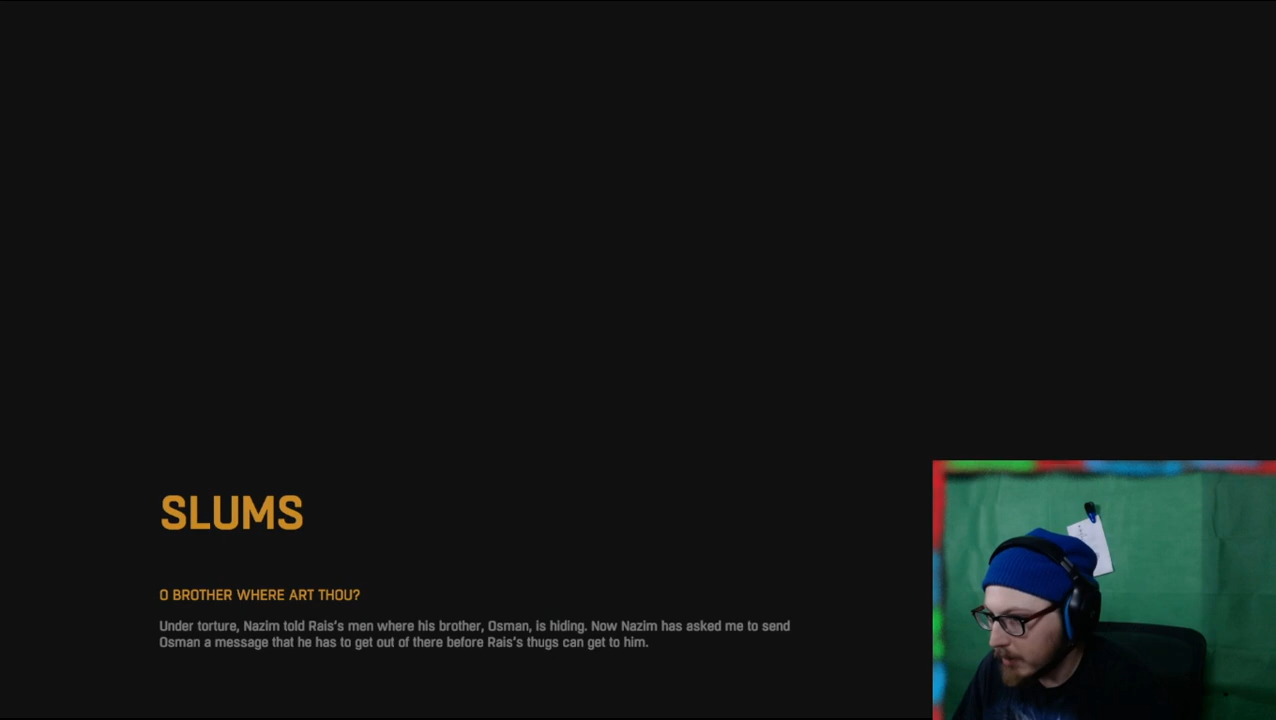 SLUMS
O BROTHER WHERE ART THOU?
Under torture, Nazim told Rais's men where his brother, Osman, is hiding. Now Nazim has asked me to send
Osman a message that he has to get out of there before Rais's thugs can get to him.